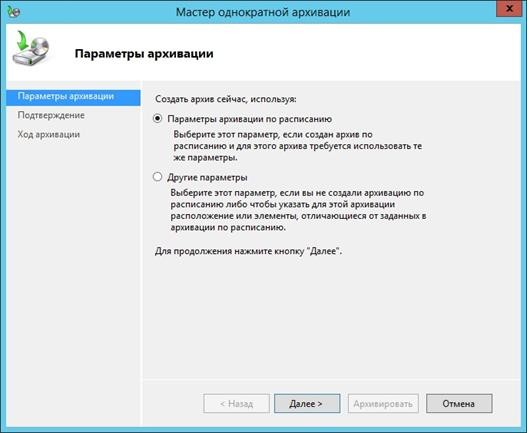 Мастер однократной архивации
x
Параметры архивации
Параметры архивации
Подтверждение
Ход архивации
Создать архив сейчас, используя:
Параметры архивации по расписанию
Выберите этот параметр, если создан архив по
расписанию и для этого архива требуется использовать те
же параметры.
Другие параметры
Выберите этот параметр, если вы не создали архивацию по
расписанию либо чтобы указать для этой архивации
расположение или элементы, отличающиеся от заданных в
архивации по расписанию.
Для продолжения нажмите кнопку "Далее".
< Назад
Далее >
Архивировать
Отмена